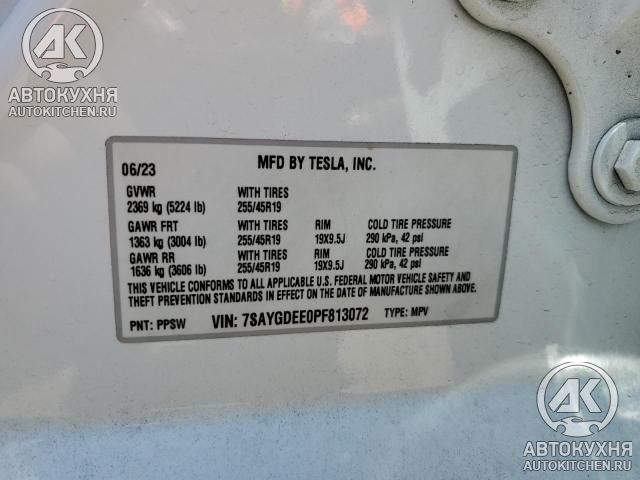 AK
АВТОКУХНЯ
AUTOKITCHEN.RU
06/23 MFD BY TESLA, INC.
GVWR WITH TIRES
2369 kg (5224 lb) 255/45R19
GAWR FRT WITH TIRES RIM COLD TIRE PRESSURE
1363 kg (3004 lb) 255/45R19 19X9.5J 290 kPa, 42 psi
GAWR RR WITH TIRES RIM COLD TIRE PRESSURE
1636 kg (3606 lb) 255/45R19 19X9.5J 290 kPa, 42 psi
THIS VEHICLE CONFORMS TO ALL APPLICABLE U.S. FEDERAL MOTOR VEHICLE SAFETY AND
THEFT PREVENTION STANDARDS IN EFFECT ON THE DATE OF MANUFACTURE SHOWN ABOVE.
PNT: PPSW VIN: 7SAYGDEE0PF813072 TYPE: MPV
AK
АВТОКУХНЯ
AUTOKITCHEN.RU